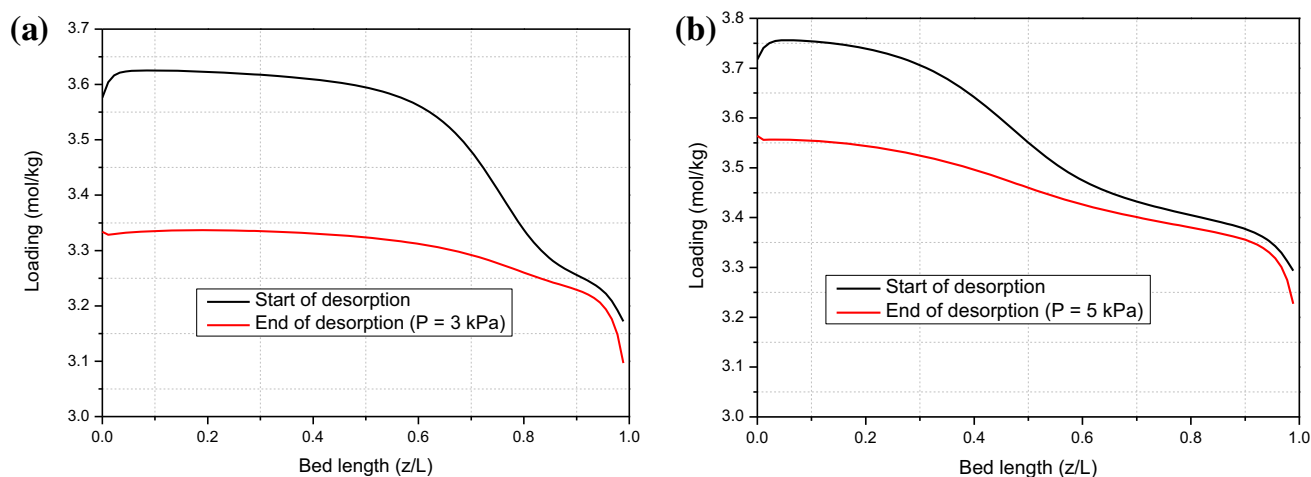 (a)
3.7
3.6
3.5
3.4
3.3
3.2
3.1
3.0
Loading (mol/kg)
Start of desorption
End of desorption (P = 3 kPa)
0.0 0.2 0.4 0.6 0.8 1.0
Bed length (z/L)
(b)
3.8
3.7
3.6
3.5
3.4
3.3
3.2
3.1
3.0
Loading (mol/kg)
Start of desorption
End of desorption (P = 5 kPa)
0.0 0.2 0.4 0.6 0.8 1.0
Bed length (z/L)